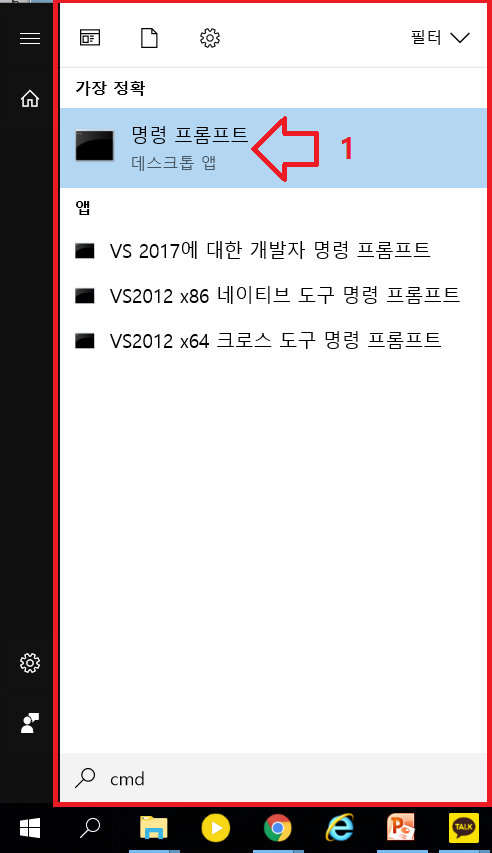 필터
가장 정확
명령 프롬프트
데스크톱 앱
1
앱
VS 2017에 대한 개발자 명령 프롬프트
VS2012 x86 네이티브 도구 명령 프롬프트
VS2012 x64 크로스 도구 명령 프롬프트
cmd
TALK